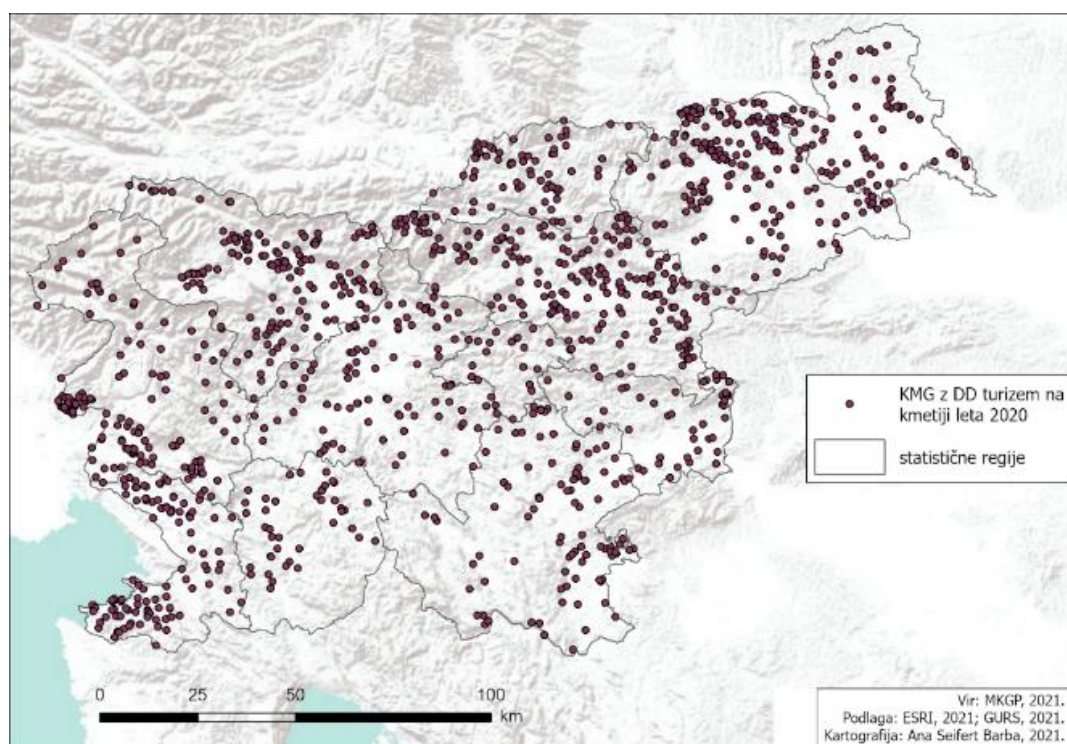 KMG z DD turizem na
kmetiji leta 2020
statistične regije
0 25 50 100
km
Vir: MKGP, 2021.
Podlaga: ESRI, 2021; GURS, 2021.
Kartografija: Ana Seifert Barba, 2021.